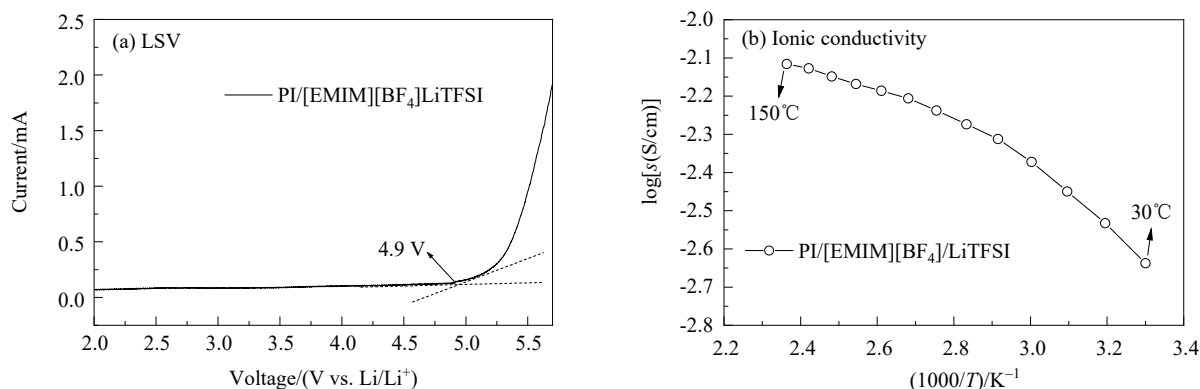 (a) LSV
PI/[EMIM][BF₄]LiTFSI
4.9 V
2.5
2.0
1.5
1.0
0.5
0.0
Current/mA
2.0 2.5 3.0 3.5 4.0 4.5 5.0 5.5
Voltage/(V vs. Li/Li⁺)
(b) Ionic conductivity
150℃
30℃
PI/[EMIM][BF₄]/LiTFSI
-2.0
-2.1
-2.2
-2.3
-2.4
-2.5
-2.6
-2.7
-2.8
log[s(S/cm)]
2.2 2.4 2.6 2.8 3.0 3.2 3.4
(1000/T)/K⁻¹